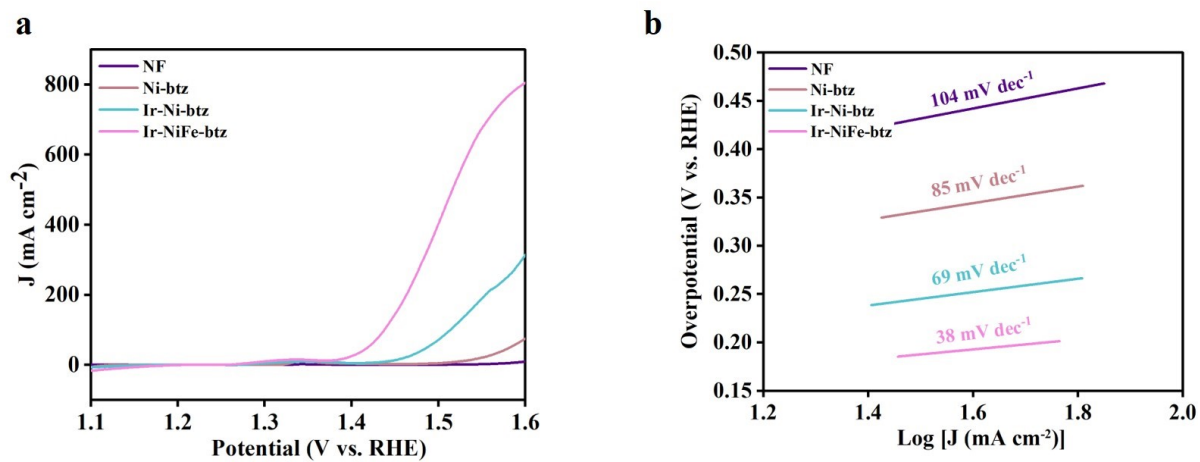 a
J (mA cm⁻²)
800
600
400
200
0
NF
Ni-btz
Ir-Ni-btz
Ir-NiFe-btz
1.1 1.2 1.3 1.4 1.5 1.6
Potential (V vs. RHE)
b
Overpotential (V vs. RHE)
0.50
0.45
0.40
0.35
0.30
0.25
0.20
0.15
NF
Ni-btz
Ir-Ni-btz
Ir-NiFe-btz
104 mV dec⁻¹
85 mV dec⁻¹
69 mV dec⁻¹
38 mV dec⁻¹
1.2 1.4 1.6 1.8 2.0
Log [J (mA cm⁻²)]